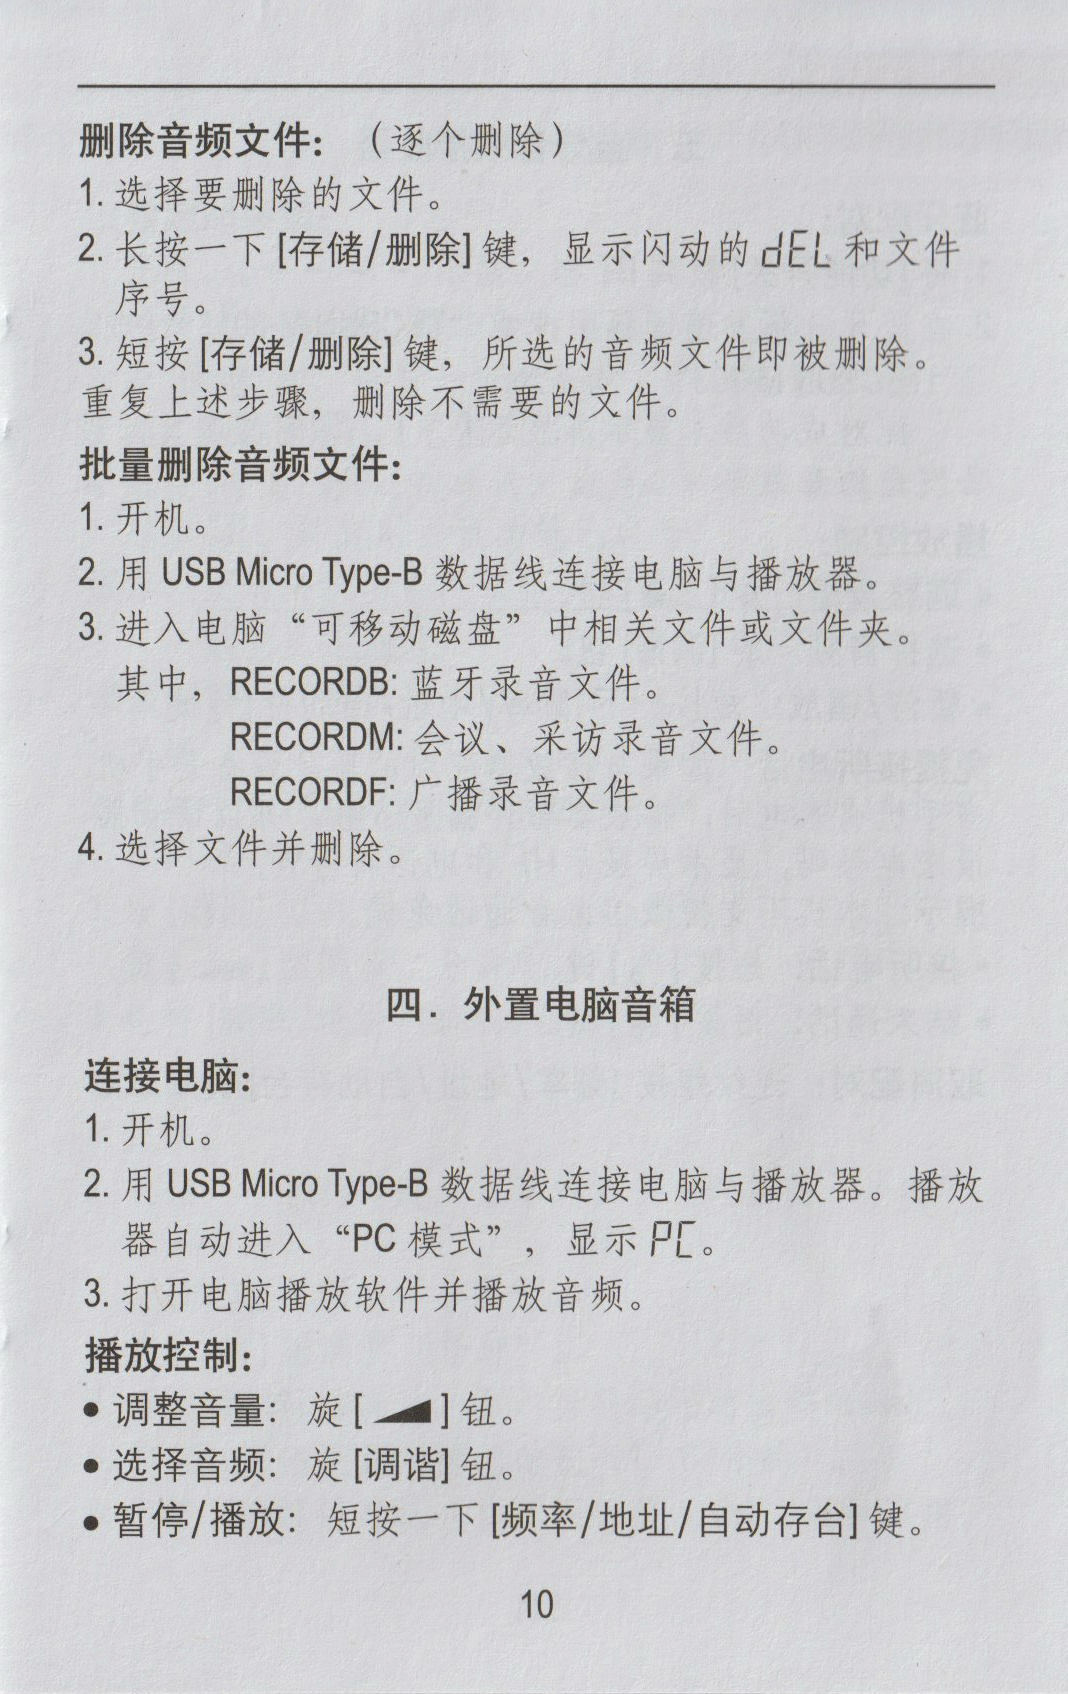 删除音频文件：（逐个删除）
1. 选择要删除的文件。
2. 长按一下 [存储/删除] 键，显示闪动的 dEL 和文件
序号。
3. 短按 [存储/删除] 键，所选的音频文件即被删除。
重复上述步骤，删除不需要的文件。
批量删除音频文件：
1. 开机。
2. 用 USB Micro Type-B 数据线连接电脑与播放器。
3. 进入电脑“可移动磁盘”中相关文件或文件夹。
其中，RECORDB: 蓝牙录音文件。
RECORDM: 会议、采访录音文件。
RECORDF: 广播录音文件。
4. 选择文件并删除。
四．外置电脑音箱
连接电脑：
1. 开机。
2. 用 USB Micro Type-B 数据线连接电脑与播放器。播放
器自动进入“PC 模式”，显示 PC。
3. 打开电脑播放软件并播放音频。
播放控制：
• 调整音量：旋 [ ] 钮。
• 选择音频：旋 [调谐] 钮。
• 暂停/播放：短按一下 [频率/地址/自动存台] 键。
10